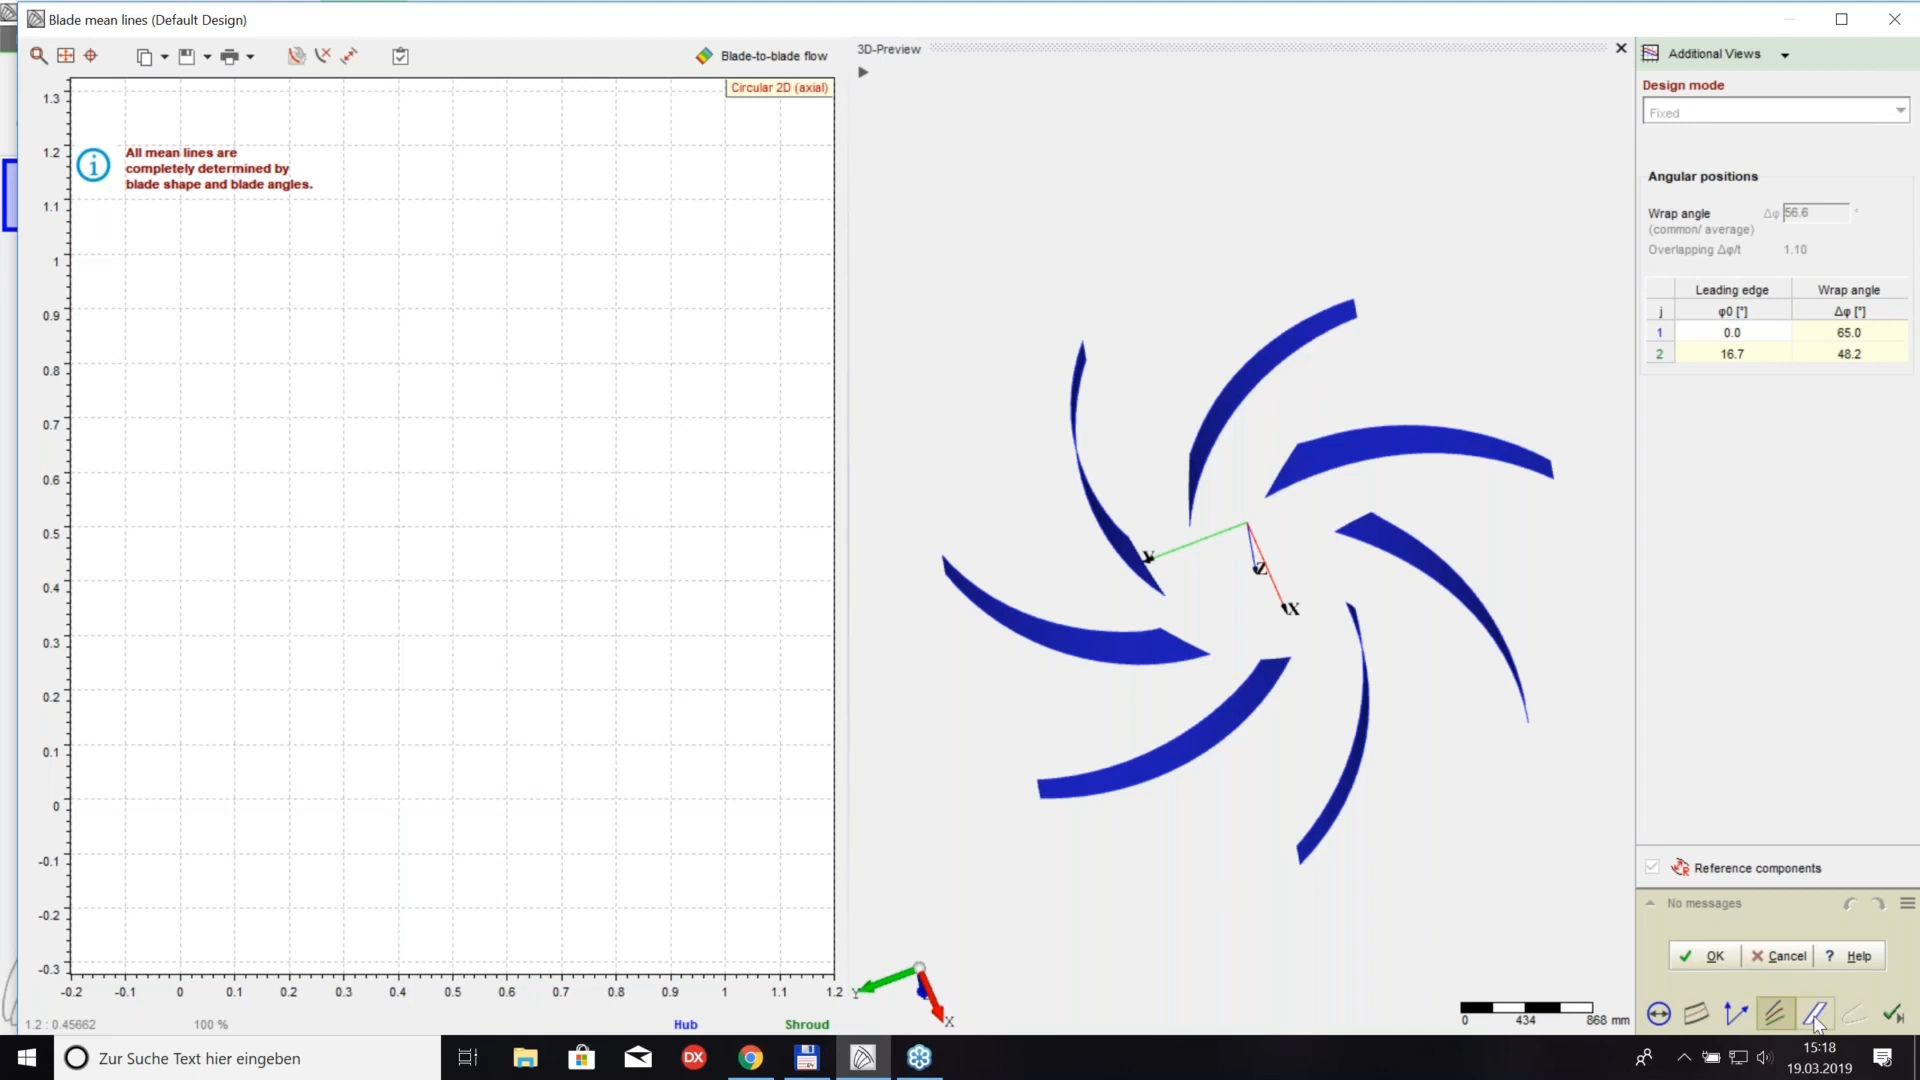 Blade mean lines (Default Design)
Blade-to-blade flow
Circular 2D (axial)
All mean lines are
completely determined by
blade shape and blade angles.
1.3
1.2
1.1
1
0.9
0.8
0.7
0.6
0.5
0.4
0.3
0.2
0.1
0
-0.1
-0.2
-0.3
-0.2 -0.1 0 0.1 0.2 0.3 0.4 0.5 0.6 0.7 0.8 0.9 1 1.1 1.2
1.2 : 0.45662 100 % Hub Shroud
3D-Preview
Y
Z
X
Y
X
0 434 868 mm
Additional Views
Design mode
Fixed
Angular positions
Wrap angle Δφ 56.6 °
(common/ average)
Overlapping Δφ/t 1.10
Leading edge Wrap angle
j φ0 [°] Δφ [°]
1 0.0 65.0
2 16.7 48.2
Reference components
No messages
OK Cancel ? Help
Zur Suche Text hier eingeben
DX
15:18
19.03.2019